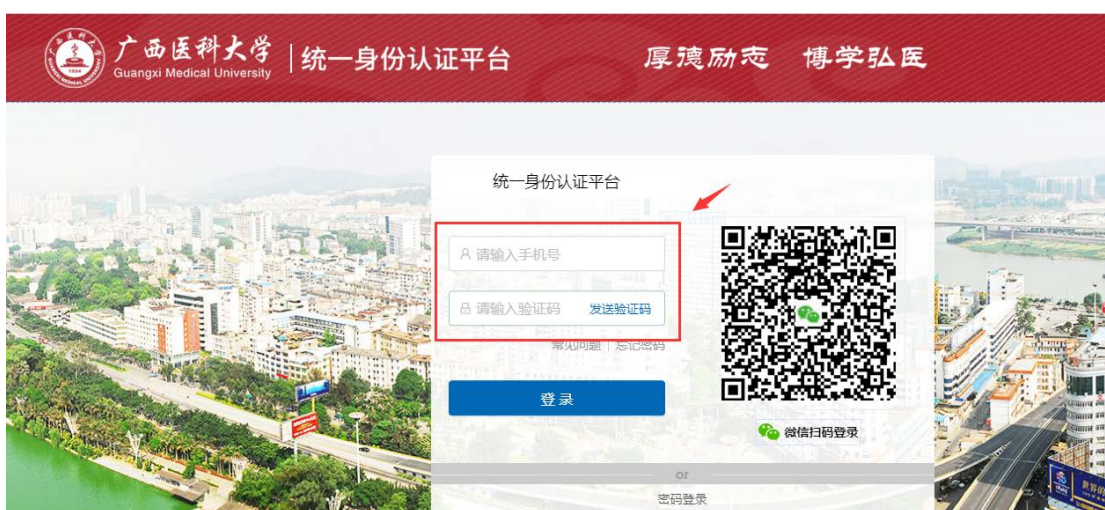 广西医科大学
Guangxi Medical University
统一身份认证平台
厚德励志 博学弘医
统一身份认证平台
请输入手机号
请输入验证码 发送验证码
常见问题 | 忘记密码
登录
微信扫码登录
or
密码登录